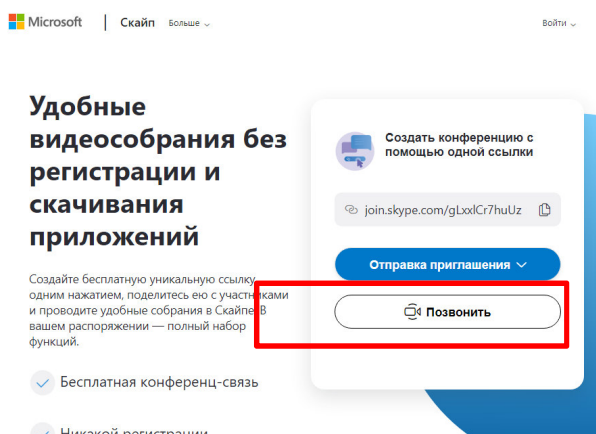 Microsoft
Скайп
Больше
Войти
Удобные
видеособрания без
регистрации и
скачивания
приложений
Создайте бесплатную уникальную ссылку
одним нажатием, поделитесь ею с участниками
и проводите удобные собрания в Скайпе. В
вашем распоряжении — полный набор
функций.
Бесплатная конференц-связь
Никакой регистрации
Создать конференцию с
помощью одной ссылки
join.skype.com/gLxxlCr7huUz
Отправка приглашения
Позвонить